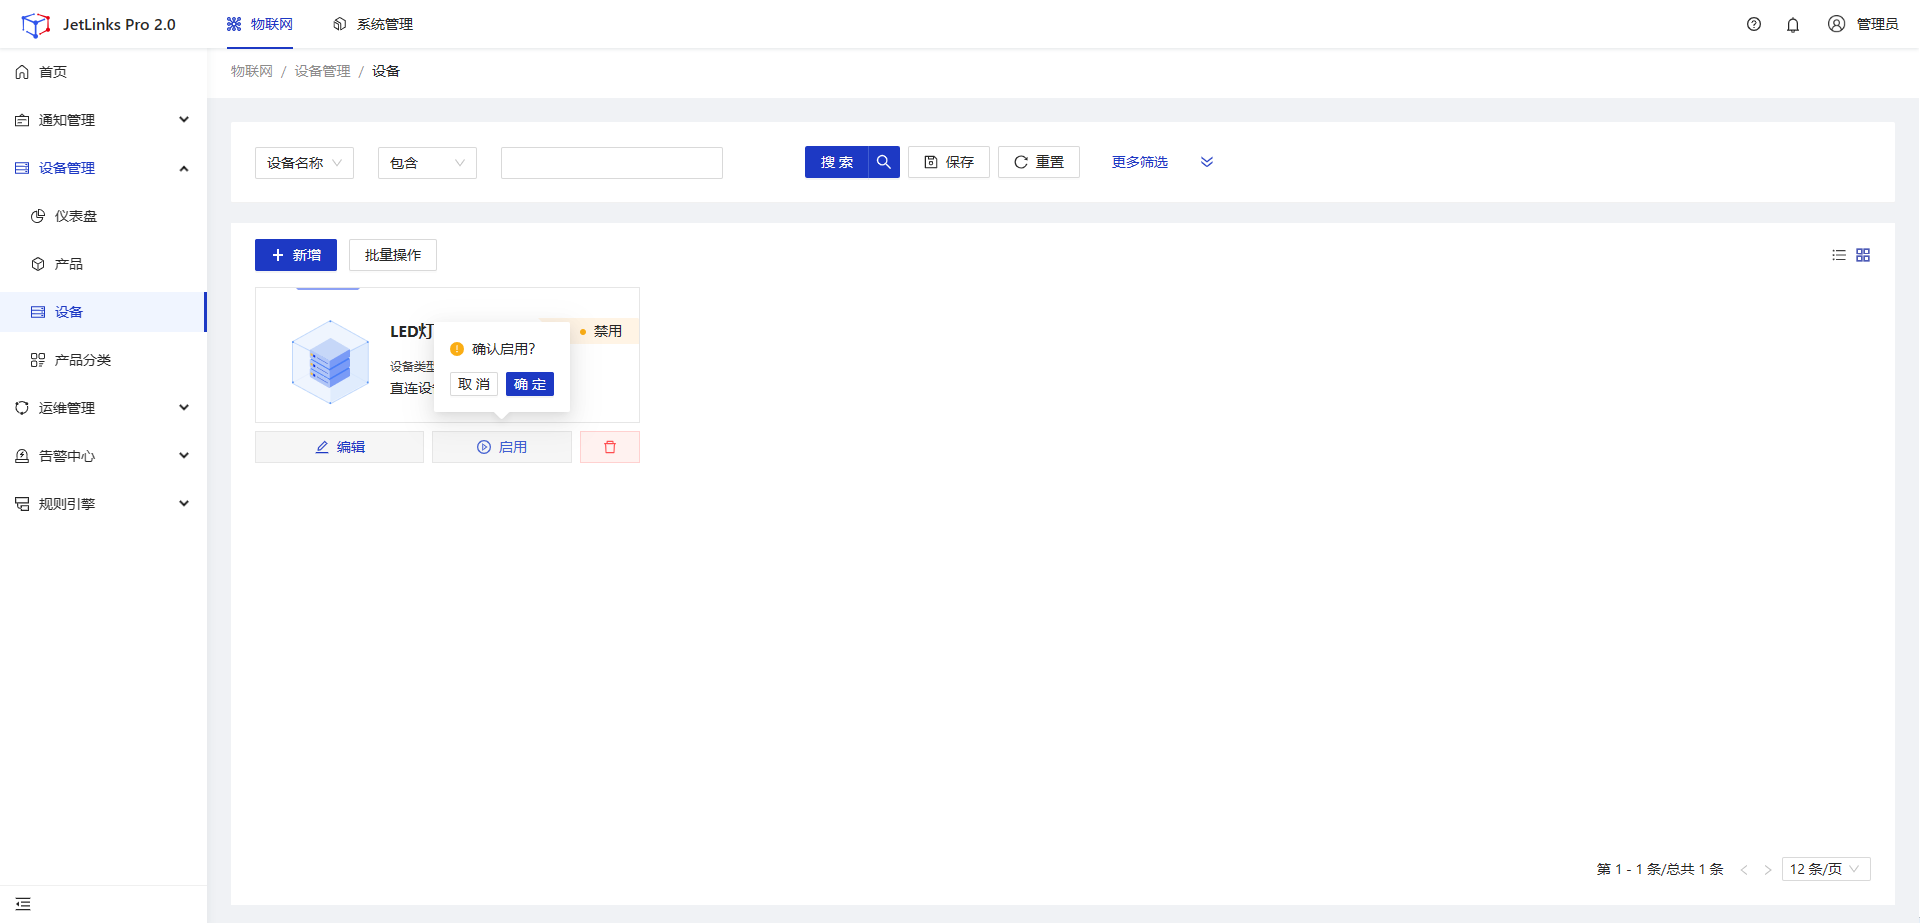 JetLinks Pro 2.0
物联网
系统管理
管理员
首页
通知管理
设备管理
仪表盘
产品
设备
产品分类
运维管理
告警中心
规则引擎
物联网 / 设备管理 / 设备
设备名称
包含
搜 索
保存
重置
更多筛选
新增
批量操作
LED灯
禁用
设备类型
直连设
确认启用?
取 消
确 定
编辑
启用
第 1 - 1 条/总共 1 条
12 条/页